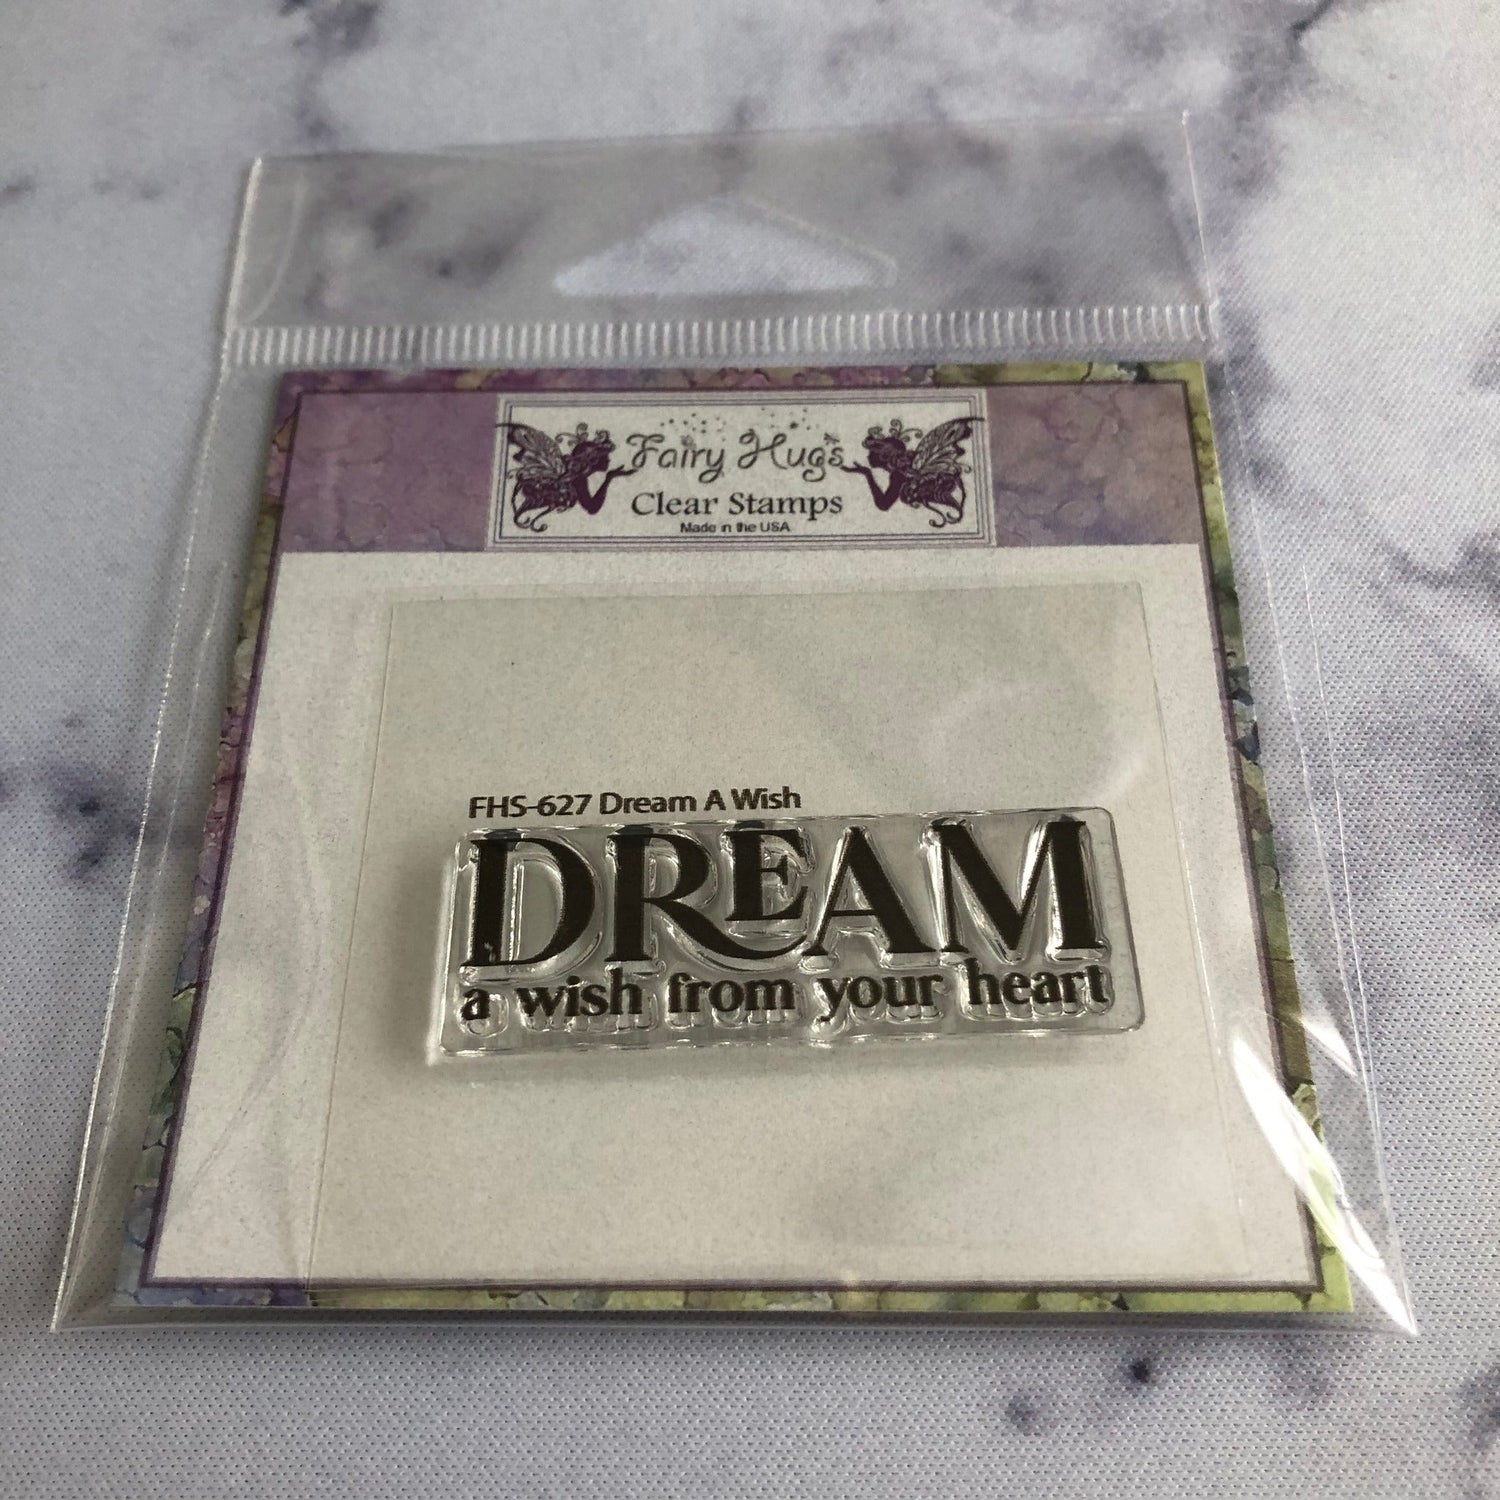 Fairy Hugs
Clear Stamps
Made in the USA
FHS-627 Dream A Wish
DREAM
a wish from your heart